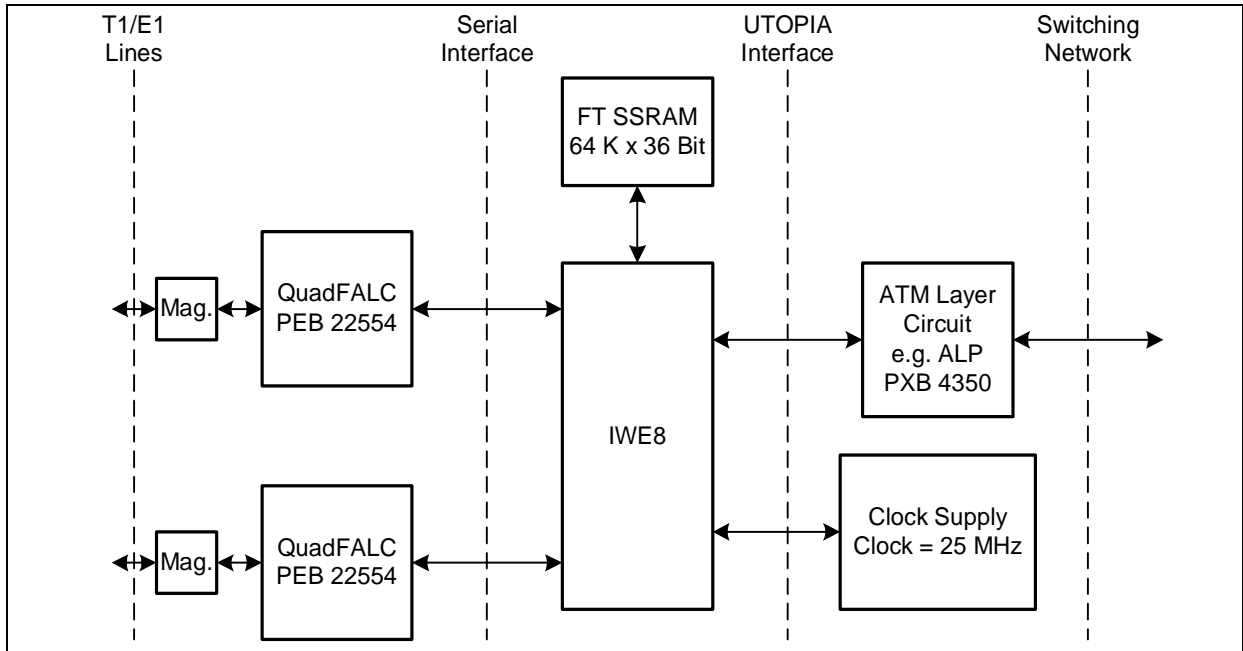 T1/E1
Lines
Serial
Interface
UTOPIA
Interface
Switching
Network
FT SSRAM
64 K x 36 Bit
Mag.
QuadFALC
PEB 22554
IWE8
ATM Layer
Circuit
e.g. ALP
PXB 4350
Mag.
QuadFALC
PEB 22554
Clock Supply
Clock = 25 MHz